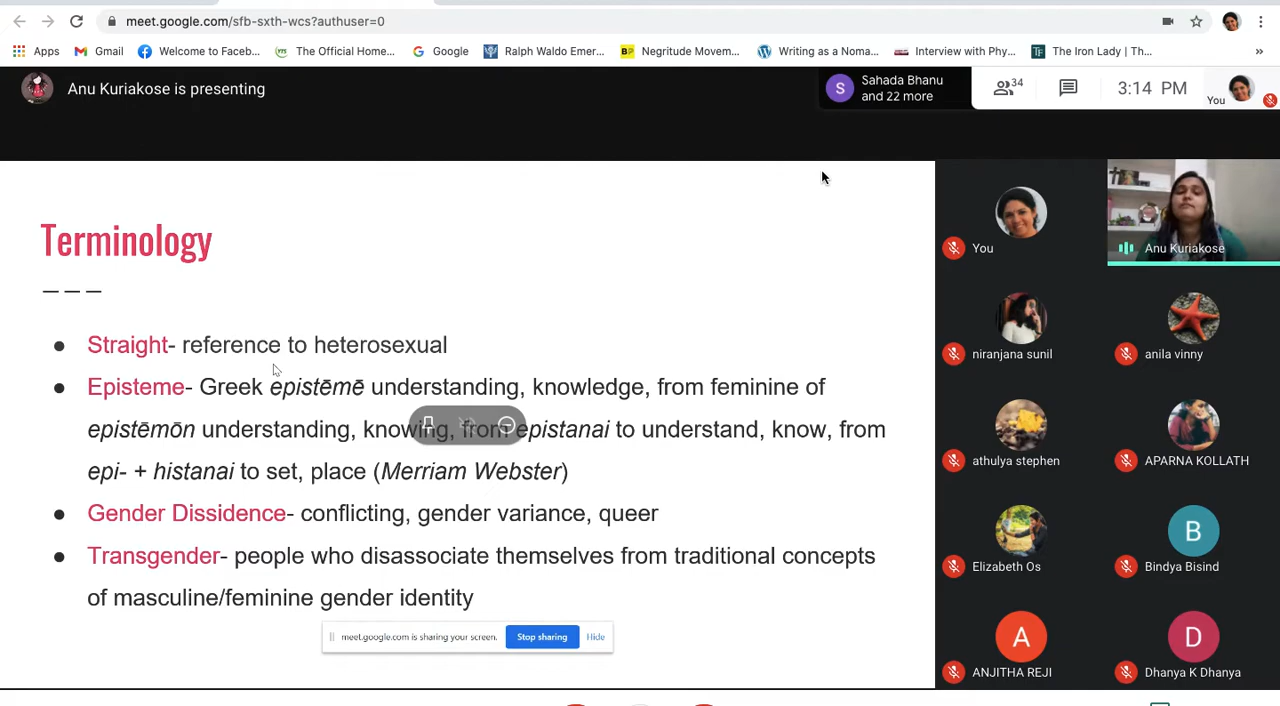 meet.google.com/sfb-sxth-wcs?authuser=0
Apps Gmail Welcome to Faceb... The Official Home... Google Ralph Waldo Emer... Negritude Movem... Writing as a Noma... Interview with Phy... The Iron Lady | Th... »
Anu Kuriakose is presenting
S
Sahada Bhanu
and 22 more
34
3:14 PM
You
Terminology
You
Anu Kuriakose
niranjana sunil
anila vinny
athulya stephen
APARNA KOLLATH
Elizabeth Os
B
Bindya Bisind
A
ANJITHA REJI
D
Dhanya K Dhanya
● Straight- reference to heterosexual
● Episteme- Greek epistēmē understanding, knowledge, from feminine of
epistēmōn understanding, knowing, from epistanai to understand, know, from
epi- + histanai to set, place (Merriam Webster)
● Gender Dissidence- conflicting, gender variance, queer
● Transgender- people who disassociate themselves from traditional concepts
of masculine/feminine gender identity
meet.google.com is sharing your screen. Stop sharing Hide